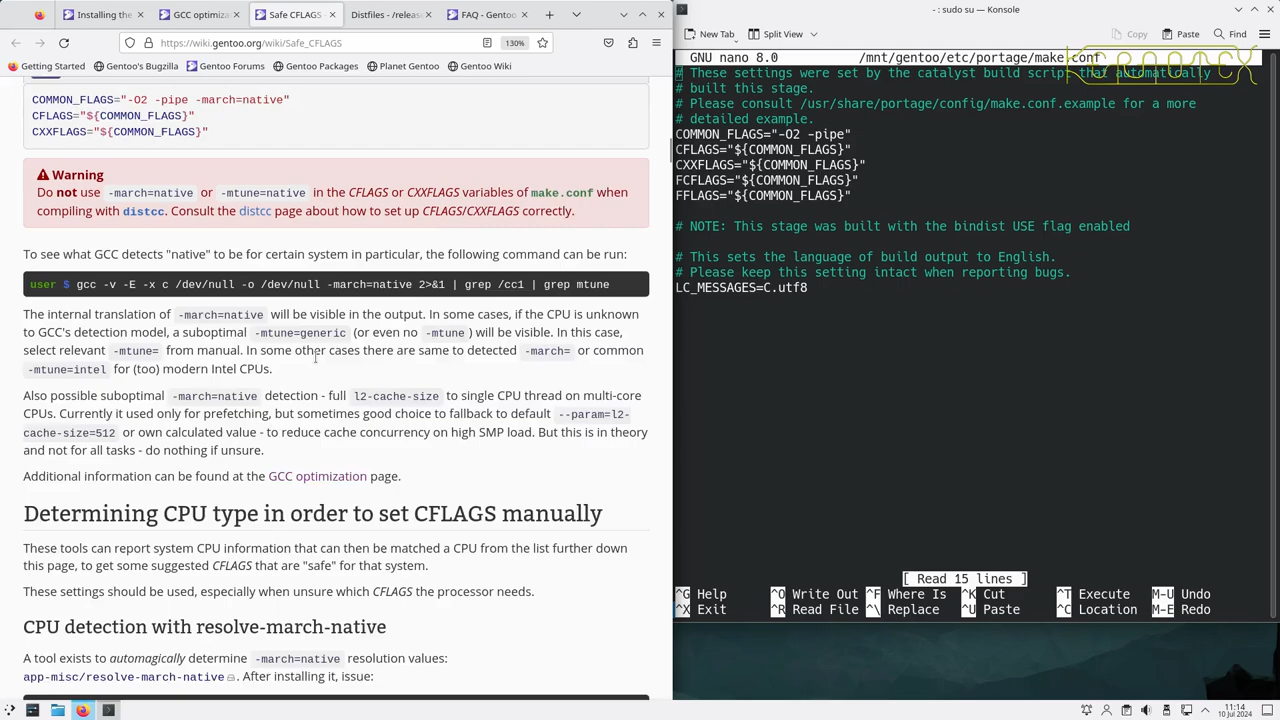 Installing the
GCC optimiza
Safe CFLAGS -
Distfiles - /releas
FAQ - Gentoo
https://wiki.gentoo.org/wiki/Safe_CFLAGS
130%
Getting Started
Gentoo's Bugzilla
Gentoo Forums
Gentoo Packages
Planet Gentoo
Gentoo Wiki
COMMON_FLAGS="-O2 -pipe -march=native"
CFLAGS="${COMMON_FLAGS}"
CXXFLAGS="${COMMON_FLAGS}"
Warning
Do not use -march=native or -mtune=native in the CFLAGS or CXXFLAGS variables of make.conf when
compiling with distcc. Consult the distcc page about how to set up CFLAGS/CXXFLAGS correctly.
To see what GCC detects "native" to be for certain system in particular, the following command can be run:
user $ gcc -v -E -x c /dev/null -o /dev/null -march=native 2>&1 | grep /cc1 | grep mtune
The internal translation of -march=native will be visible in the output. In some cases, if the CPU is unknown
to GCC's detection model, a suboptimal -mtune=generic (or even no -mtune ) will be visible. In this case,
select relevant -mtune= from manual. In some other cases there are same to detected -march= or common
-mtune=intel for (too) modern Intel CPUs.
Also possible suboptimal -march=native detection - full l2-cache-size to single CPU thread on multi-core
CPUs. Currently it used only for prefetching, but sometimes good choice to fallback to default --param=l2-
cache-size=512 or own calculated value - to reduce cache concurrency on high SMP load. But this is in theory
and not for all tasks - do nothing if unsure.
Additional information can be found at the GCC optimization page.
Determining CPU type in order to set CFLAGS manually
These tools can report system CPU information that can then be matched a CPU from the list further down
this page, to get some suggested CFLAGS that are "safe" for that system.
These settings should be used, especially when unsure which CFLAGS the processor needs.
CPU detection with resolve-march-native
A tool exists to automagically determine -march=native resolution values:
app-misc/resolve-march-native . After installing it, issue:
- : sudo su — Konsole
New Tab
Split View
Copy
Paste
Find
GNU nano 8.0 /mnt/gentoo/etc/portage/make.conf
# These settings were set by the catalyst build script that automatically
# built this stage.
# Please consult /usr/share/portage/config/make.conf.example for a more
# detailed example.
COMMON_FLAGS="-O2 -pipe"
CFLAGS="${COMMON_FLAGS}"
CXXFLAGS="${COMMON_FLAGS}"
FCFLAGS="${COMMON_FLAGS}"
FFLAGS="${COMMON_FLAGS}"
# NOTE: This stage was built with the bindist USE flag enabled
# This sets the language of build output to English.
# Please keep this setting intact when reporting bugs.
LC_MESSAGES=C.utf8
[ Read 15 lines ]
^G Help ^O Write Out ^F Where Is ^K Cut ^T Execute M-U Undo
^X Exit ^R Read File ^\ Replace ^U Paste ^C Location M-E Redo
11:14
10 Jul 2024